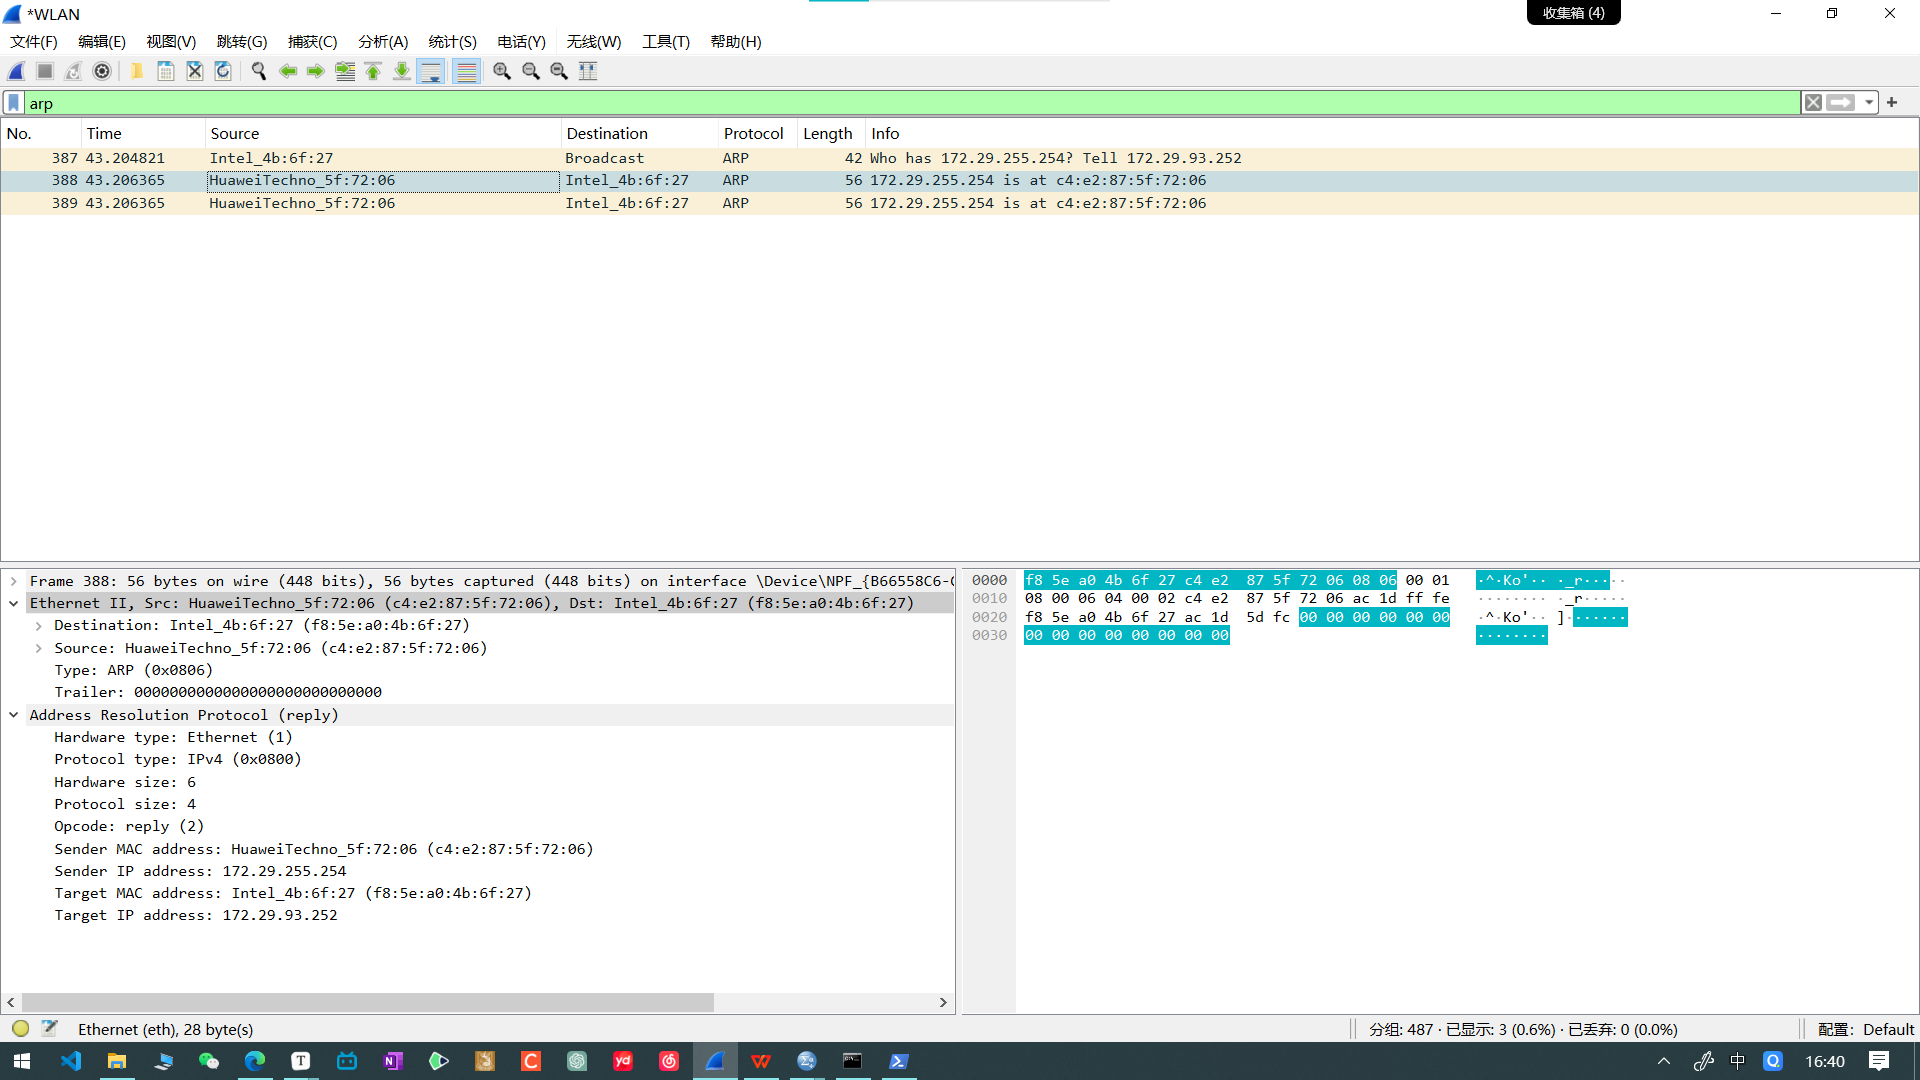 *WLAN
收集箱 (4)
文件(F) 编辑(E) 视图(V) 跳转(G) 捕获(C) 分析(A) 统计(S) 电话(Y) 无线(W) 工具(T) 帮助(H)
arp
No. Time Source Destination Protocol Length Info
387 43.204821 Intel_4b:6f:27 Broadcast ARP 42 Who has 172.29.255.254? Tell 172.29.93.252
388 43.206365 HuaweiTechno_5f:72:06 Intel_4b:6f:27 ARP 56 172.29.255.254 is at c4:e2:87:5f:72:06
389 43.206365 HuaweiTechno_5f:72:06 Intel_4b:6f:27 ARP 56 172.29.255.254 is at c4:e2:87:5f:72:06
Frame 388: 56 bytes on wire (448 bits), 56 bytes captured (448 bits) on interface \Device\NPF_{B66558C6-
Ethernet II, Src: HuaweiTechno_5f:72:06 (c4:e2:87:5f:72:06), Dst: Intel_4b:6f:27 (f8:5e:a0:4b:6f:27)
Destination: Intel_4b:6f:27 (f8:5e:a0:4b:6f:27)
Source: HuaweiTechno_5f:72:06 (c4:e2:87:5f:72:06)
Type: ARP (0x0806)
Trailer: 0000000000000000000000000000
Address Resolution Protocol (reply)
Hardware type: Ethernet (1)
Protocol type: IPv4 (0x0800)
Hardware size: 6
Protocol size: 4
Opcode: reply (2)
Sender MAC address: HuaweiTechno_5f:72:06 (c4:e2:87:5f:72:06)
Sender IP address: 172.29.255.254
Target MAC address: Intel_4b:6f:27 (f8:5e:a0:4b:6f:27)
Target IP address: 172.29.93.252
0000 f8 5e a0 4b 6f 27 c4 e2 87 5f 72 06 08 06 00 01 ·^·Ko'·· ·_r·····
0010 08 00 06 04 00 02 c4 e2 87 5f 72 06 ac 1d ff fe ········ ·_r·····
0020 f8 5e a0 4b 6f 27 ac 1d 5d fc 00 00 00 00 00 00 ·^·Ko'·· ]·······
0030 00 00 00 00 00 00 00 00 ········
Ethernet (eth), 28 byte(s)
分组: 487 · 已显示: 3 (0.6%) · 已丢弃: 0 (0.0%)
配置: Default
中
16:40